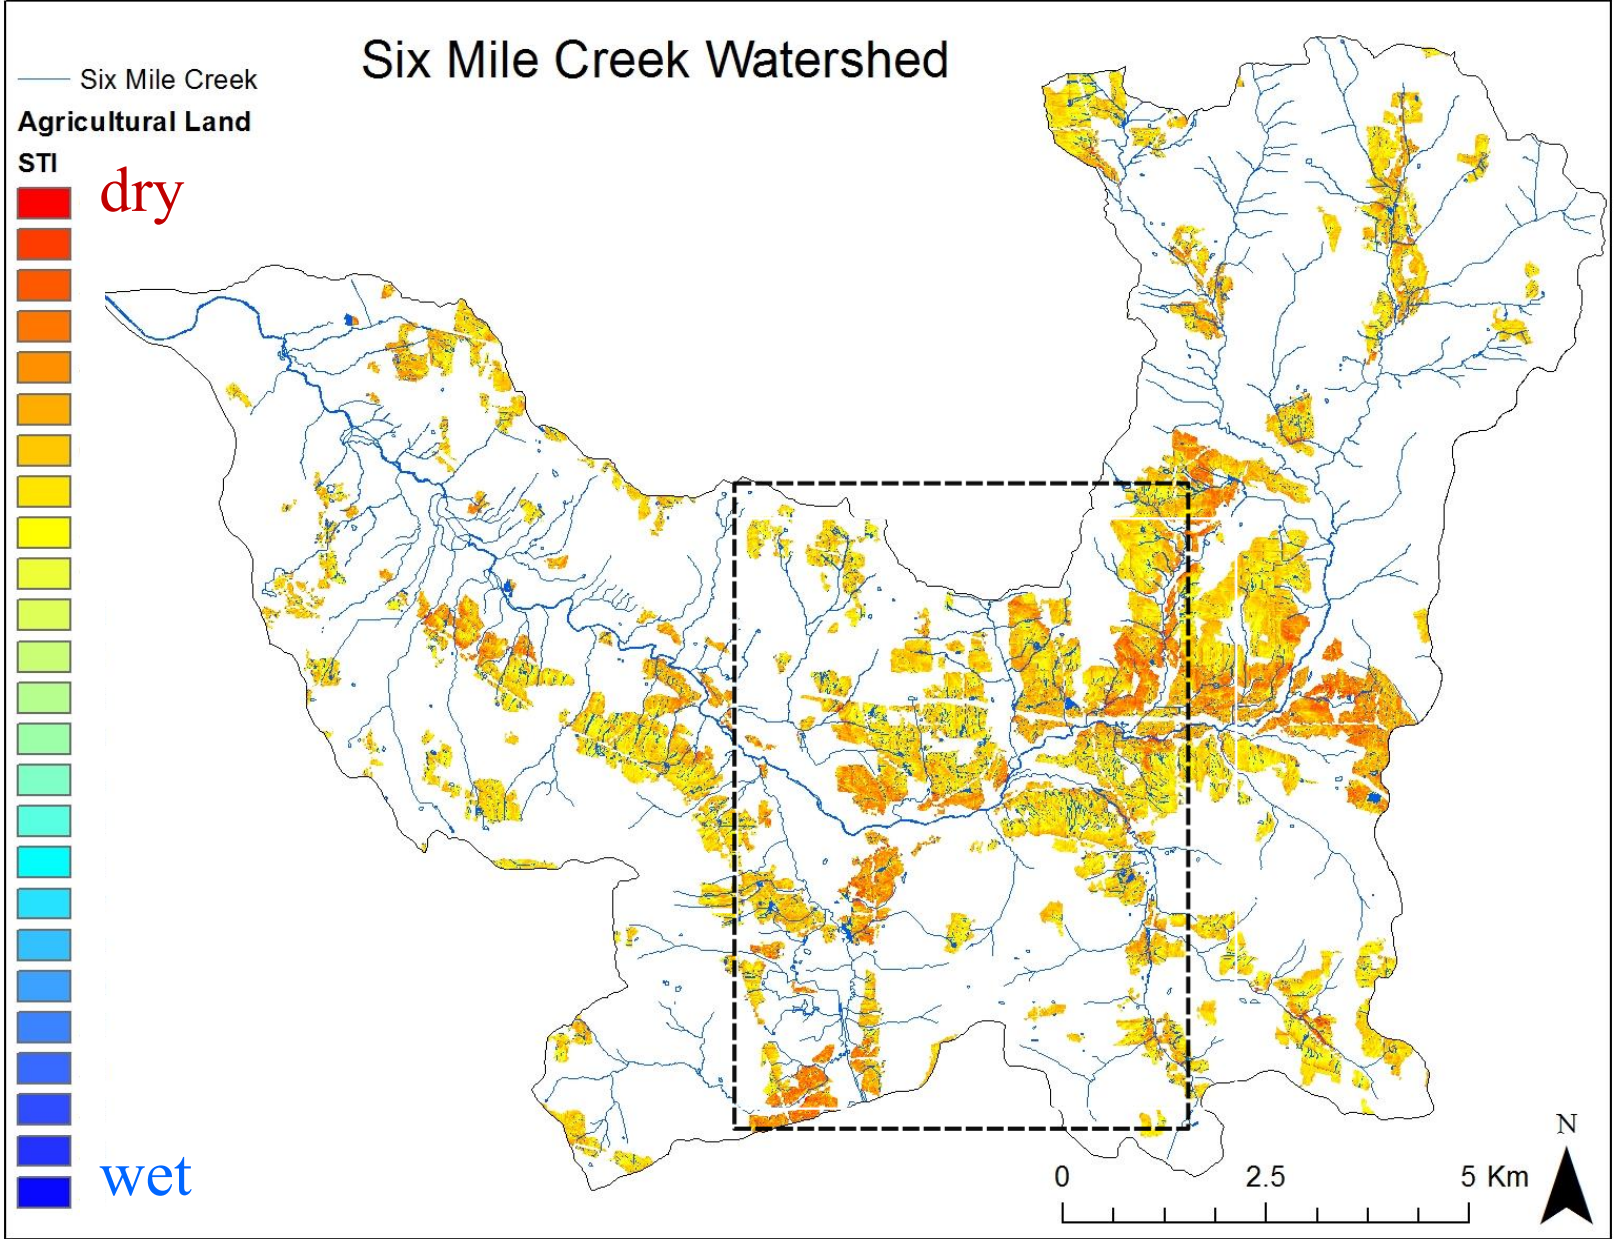 Six Mile Creek Watershed
Six Mile Creek
Agricultural Land
STI
dry
wet
N
0 2.5 5 Km